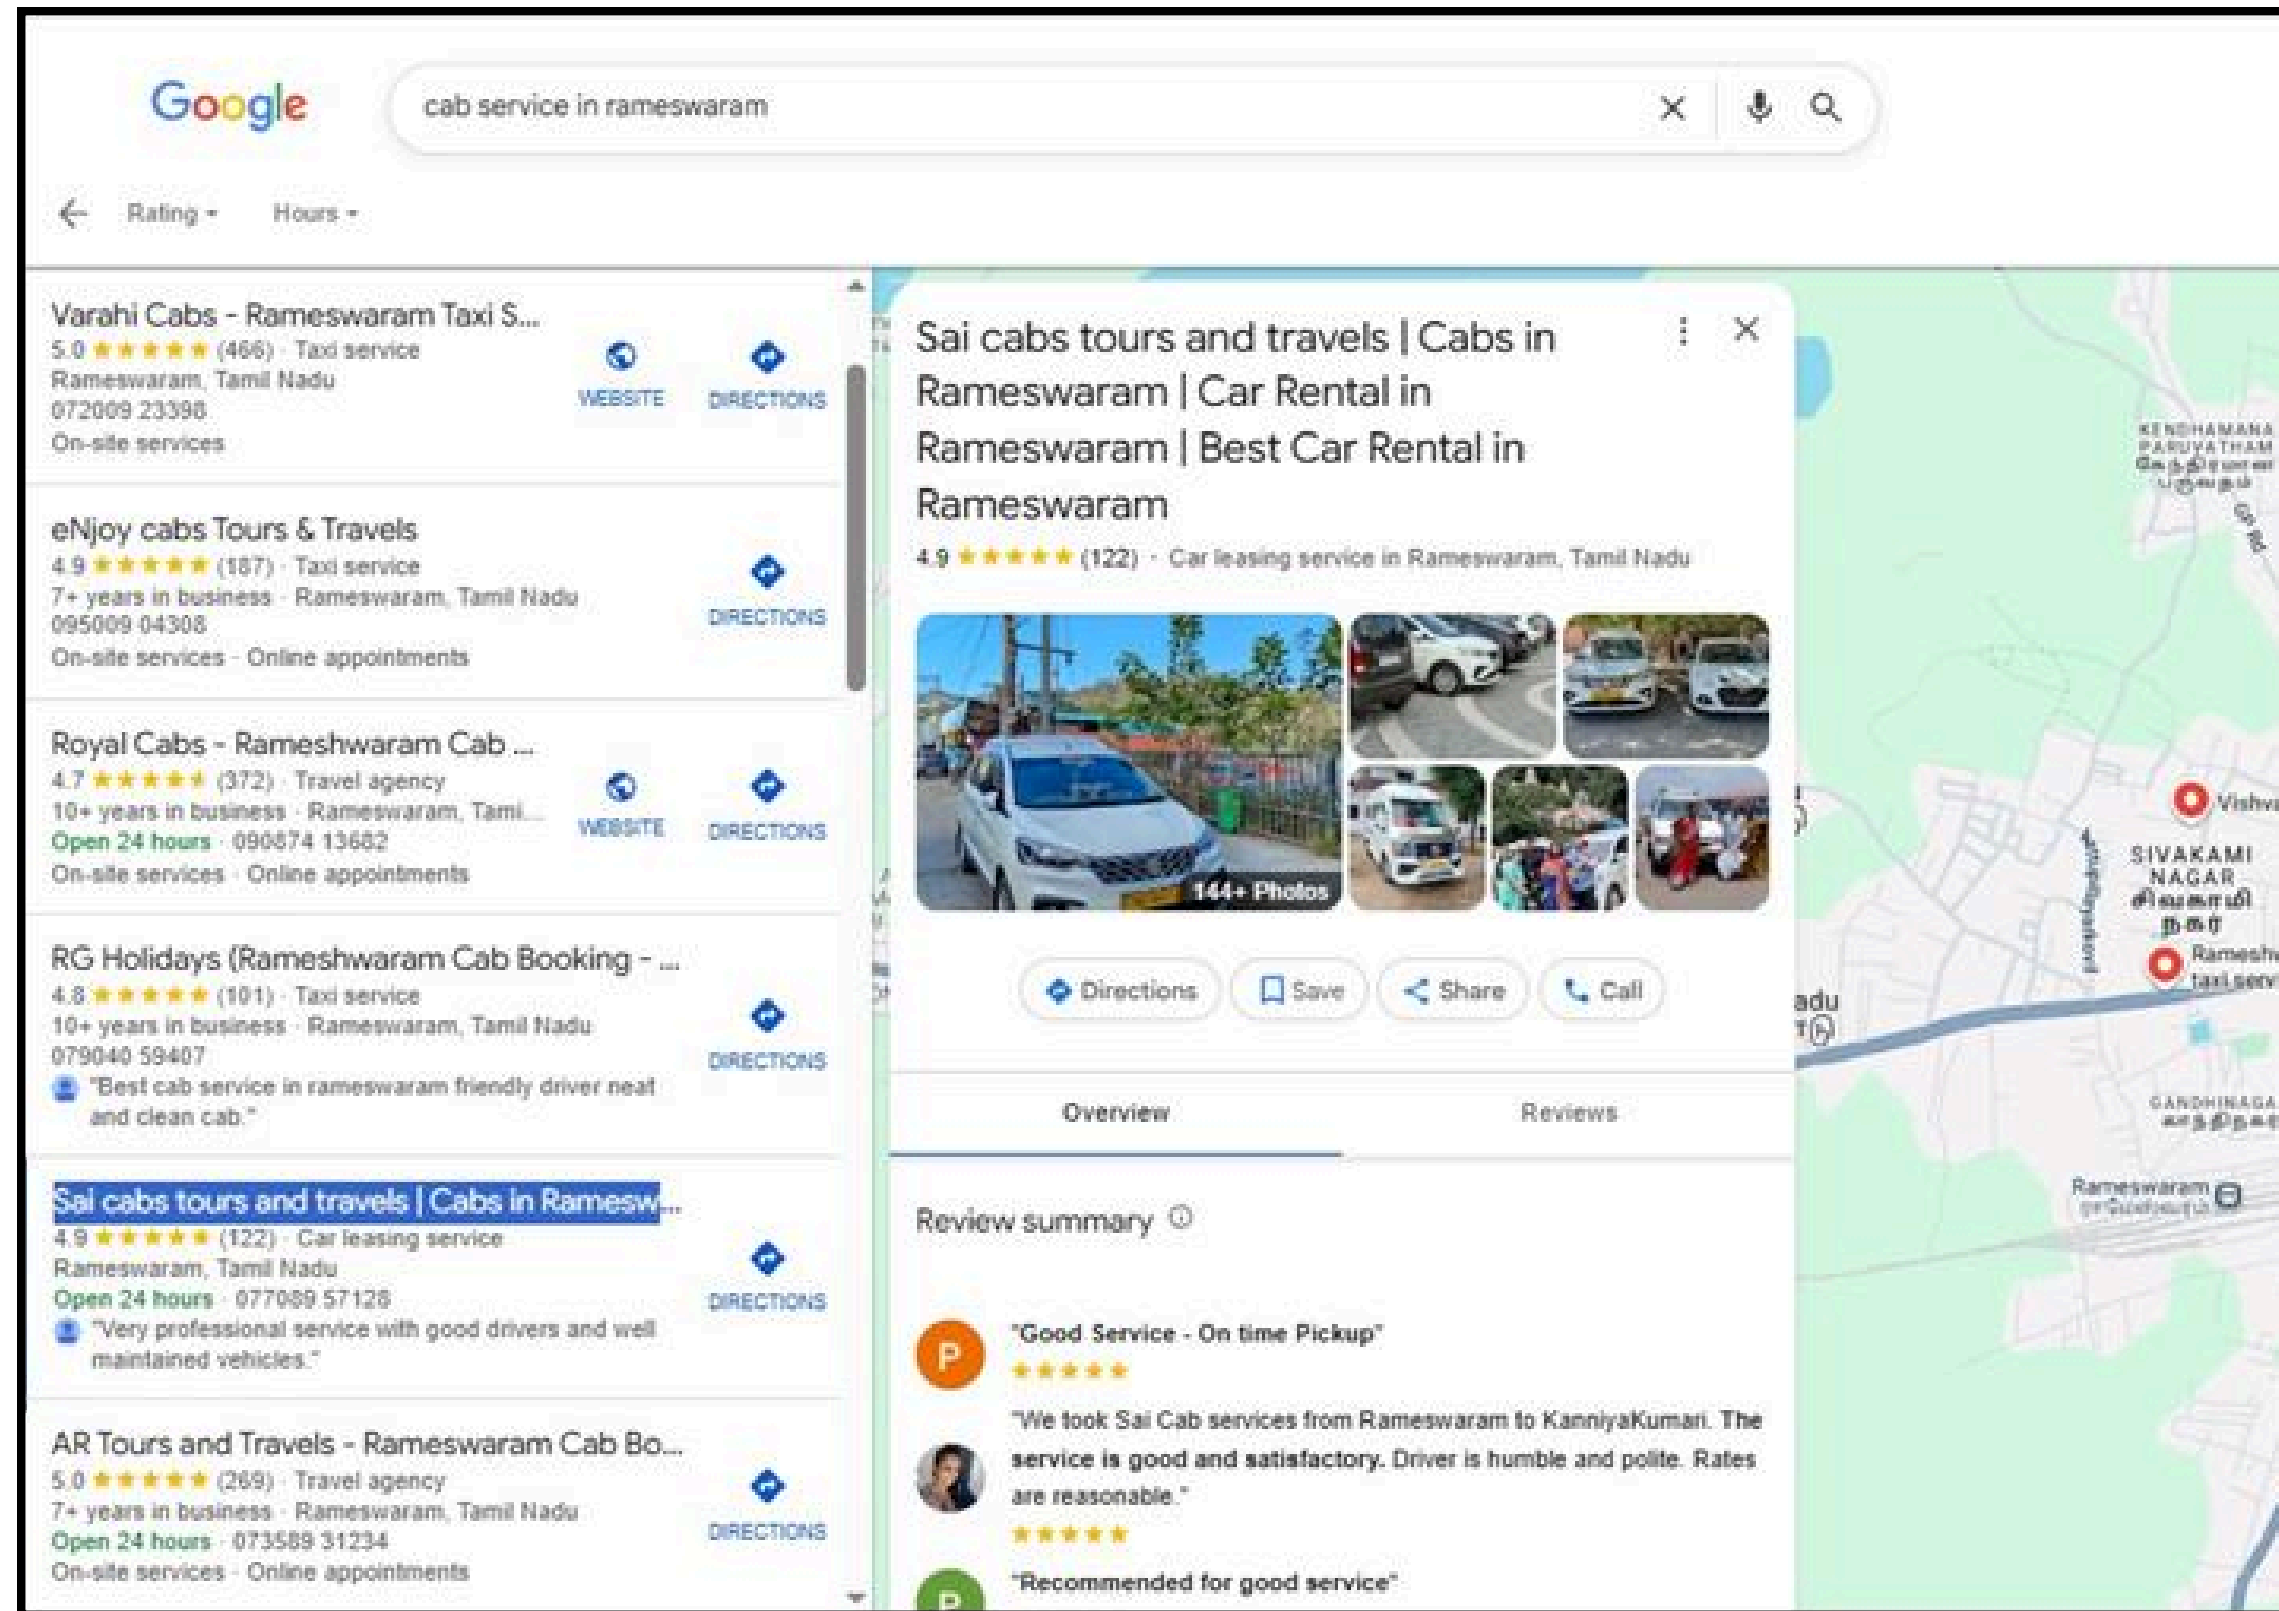 Google
cab service in rameswaram
Rating
Hours
Varahi Cabs - Rameswaram Taxi S...
5.0 (466) · Taxi service
Rameswaram, Tamil Nadu
072009 23398
On-site services
WEBSITE
DIRECTIONS
eNjoy cabs Tours & Travels
4.9 (187) · Taxi service
7+ years in business · Rameswaram, Tamil Nadu
095009 04308
On-site services · Online appointments
DIRECTIONS
Royal Cabs - Rameshwaram Cab ...
4.7 (372) · Travel agency
10+ years in business · Rameswaram, Tami...
Open 24 hours · 090874 13682
On-site services · Online appointments
WEBSITE
DIRECTIONS
RG Holidays (Rameshwaram Cab Booking - ...
4.8 (101) · Taxi service
10+ years in business · Rameswaram, Tamil Nadu
079040 59407
"Best cab service in rameswaram friendly driver neat
and clean cab."
DIRECTIONS
Sai cabs tours and travels | Cabs in Ramesw...
4.9 (122) · Car leasing service
Rameswaram, Tamil Nadu
Open 24 hours · 077089 57128
"Very professional service with good drivers and well
maintained vehicles."
DIRECTIONS
AR Tours and Travels - Rameswaram Cab Bo...
5.0 (269) · Travel agency
7+ years in business · Rameswaram, Tamil Nadu
Open 24 hours · 073589 31234
On-site services · Online appointments
DIRECTIONS
Sai cabs tours and travels | Cabs in
Rameswaram | Car Rental in
Rameswaram | Best Car Rental in
Rameswaram
4.9 (122) · Car leasing service in Rameswaram, Tamil Nadu
144+ Photos
Directions
Save
Share
Call
Overview
Reviews
Review summary
P
"Good Service - On time Pickup"
"We took Sai Cab services from Rameswaram to KanniyaKumari. The
service is good and satisfactory. Driver is humble and polite. Rates
are reasonable."
"Recommended for good service"
KENDHAMANA
PARUVATHAM
Vishva
SIVAKAMI
NAGAR
சிவகாமி
நகர்
Rameshw
taxi serv
adu
GANDHINAGA
காந்திநக
Rameswaram